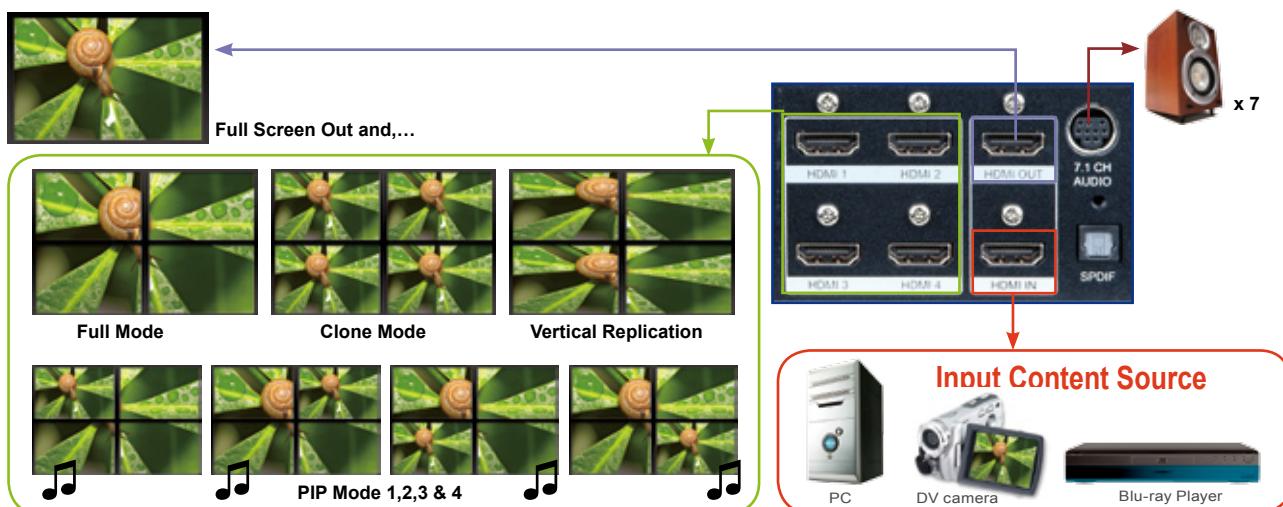 x 7
Full Screen Out and,…
HDMI 1
HDMI 2
HDMI OUT
7.1 CH
AUDIO
HDMI 3
HDMI 4
HDMI IN
SPDIF
Full Mode
Clone Mode
Vertical Replication
PIP Mode 1,2,3 & 4
Input Content Source
PC
DV camera
Blu-ray Player